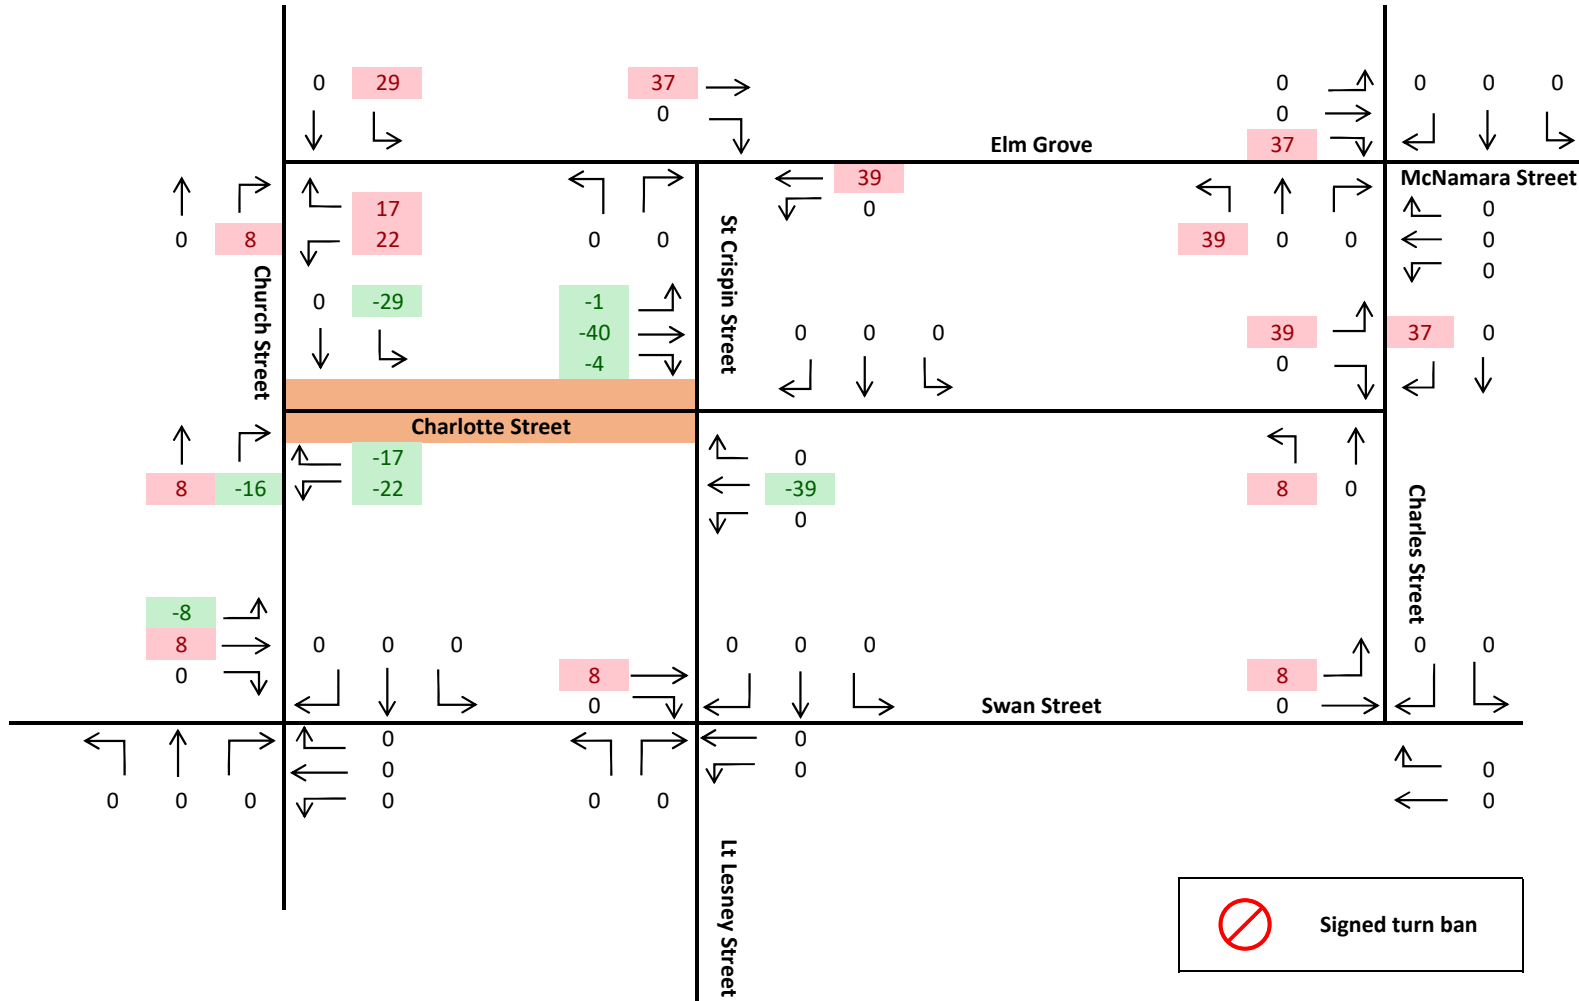 0 29 37 0 0 0 0
0 0
Elm Grove 37
17 39 McNamara Street
0 8 22 0 0 0 39 0 0 0
0
0
St Crispin Street
Church Street
0 -29 -1
-40 0 0 0 39 37 0
-4 0
Charlotte Street
-17 0
8 -16 -22 -39 8 0
0
Charles Street
-8
8 0 0 0 0 0 0 0 0
0 8 8
0 Swan Street 0
0 0
0 0 0
0 0 0 0 0 0 0
Lt Lesney Street
Signed turn ban